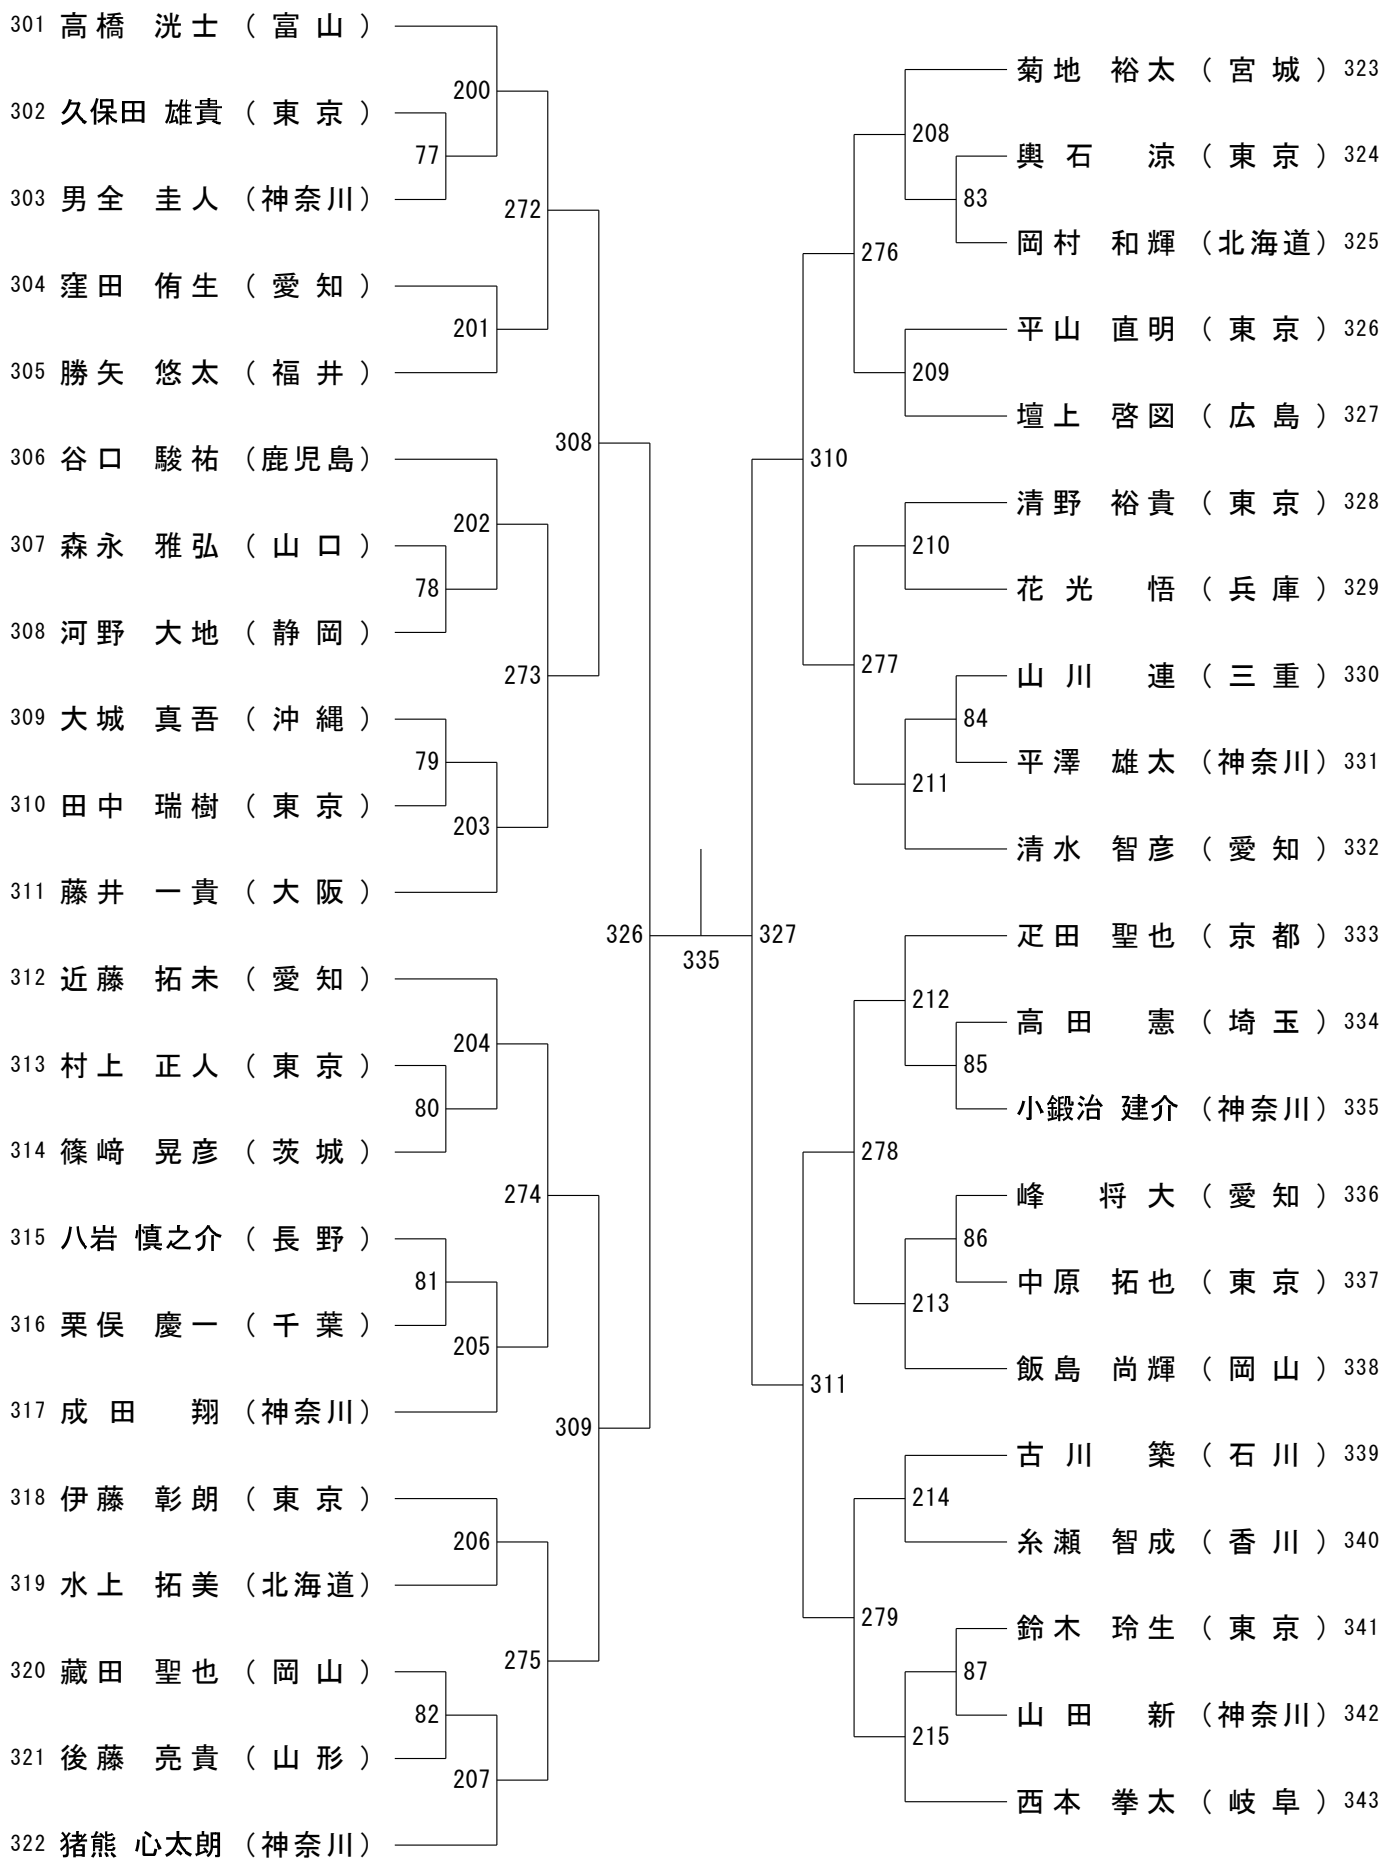 301 高橋 洸士 （富山）
200
302 久保田 雄貴 （東京）
77
303 男全 圭人 （神奈川）
272
304 窪田 侑生 （愛知）
201
305 勝矢 悠太 （福井）
308
306 谷口 駿祐 （鹿児島）
202
307 森永 雅弘 （山口）
78
308 河野 大地 （静岡）
273
309 大城 真吾 （沖縄）
79
310 田中 瑞樹 （東京）
203
311 藤井 一貴 （大阪）
326
312 近藤 拓未 （愛知）
204
313 村上 正人 （東京）
80
314 篠﨑 晃彦 （茨城）
274
315 八岩 慎之介 （長野）
81
316 栗俣 慶一 （千葉）
205
317 成田 翔 （神奈川）
309
318 伊藤 彰朗 （東京）
206
319 水上 拓美 （北海道）
275
320 藏田 聖也 （岡山）
82
321 後藤 亮貴 （山形）
207
322 猪熊 心太朗 （神奈川）
335
菊地 裕太 （宮城） 323
208
輿石 涼 （東京） 324
83
岡村 和輝 （北海道） 325
276
平山 直明 （東京） 326
209
壇上 啓図 （広島） 327
310
清野 裕貴 （東京） 328
210
花光 悟 （兵庫） 329
277
山川 連 （三重） 330
84
平澤 雄太 （神奈川） 331
211
清水 智彦 （愛知） 332
327
疋田 聖也 （京都） 333
212
高田 憲 （埼玉） 334
85
小鍛治 建介 （神奈川） 335
278
峰 将大 （愛知） 336
86
中原 拓也 （東京） 337
213
飯島 尚輝 （岡山） 338
311
古川 築 （石川） 339
214
糸瀬 智成 （香川） 340
279
鈴木 玲生 （東京） 341
87
山田 新 （神奈川） 342
215
西本 拳太 （岐阜） 343